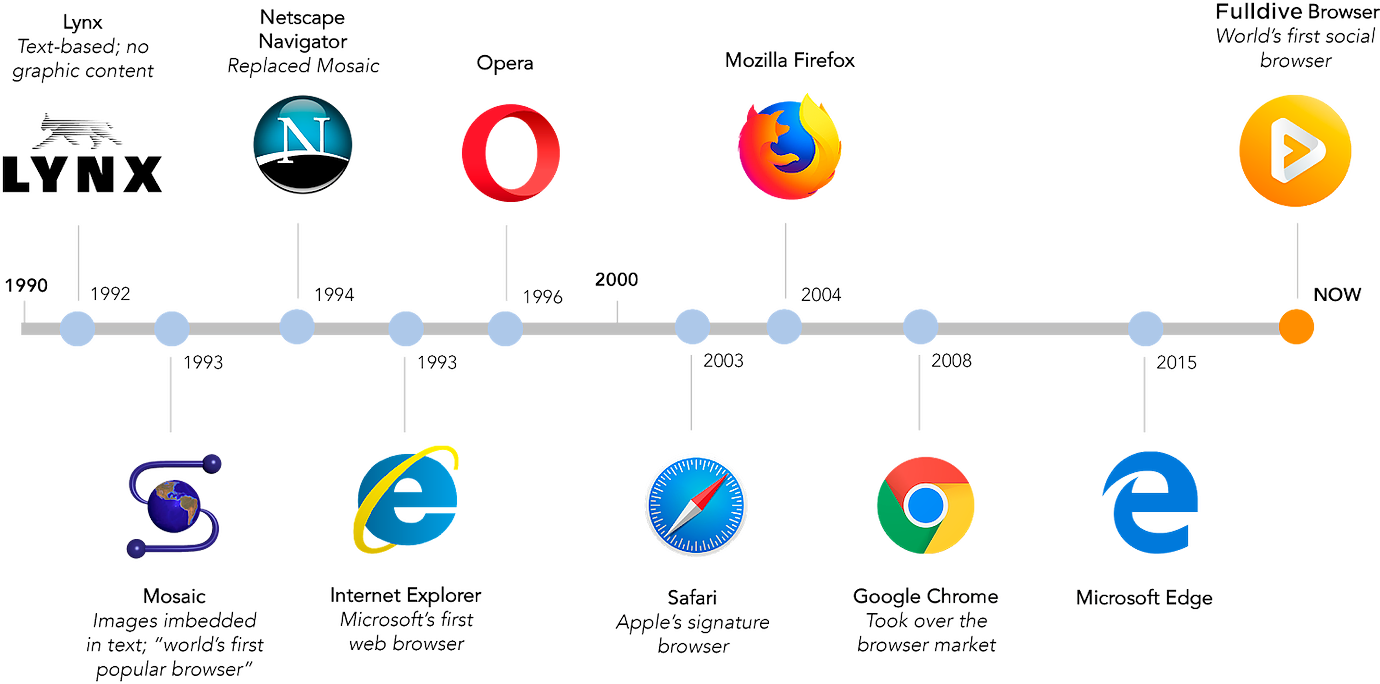 Lynx
Text-based; no
graphic content
LYNX
Netscape
Navigator
Replaced Mosaic
N
Opera
Mozilla Firefox
Fulldive Browser
World's first social
browser
1990
1992
1994
1996
2000
2004
NOW
1993
1993
2003
2008
2015
Mosaic
Images imbedded
in text; "world's first
popular browser"
Internet Explorer
Microsoft's first
web browser
Safari
Apple's signature
browser
Google Chrome
Took over the
browser market
Microsoft Edge